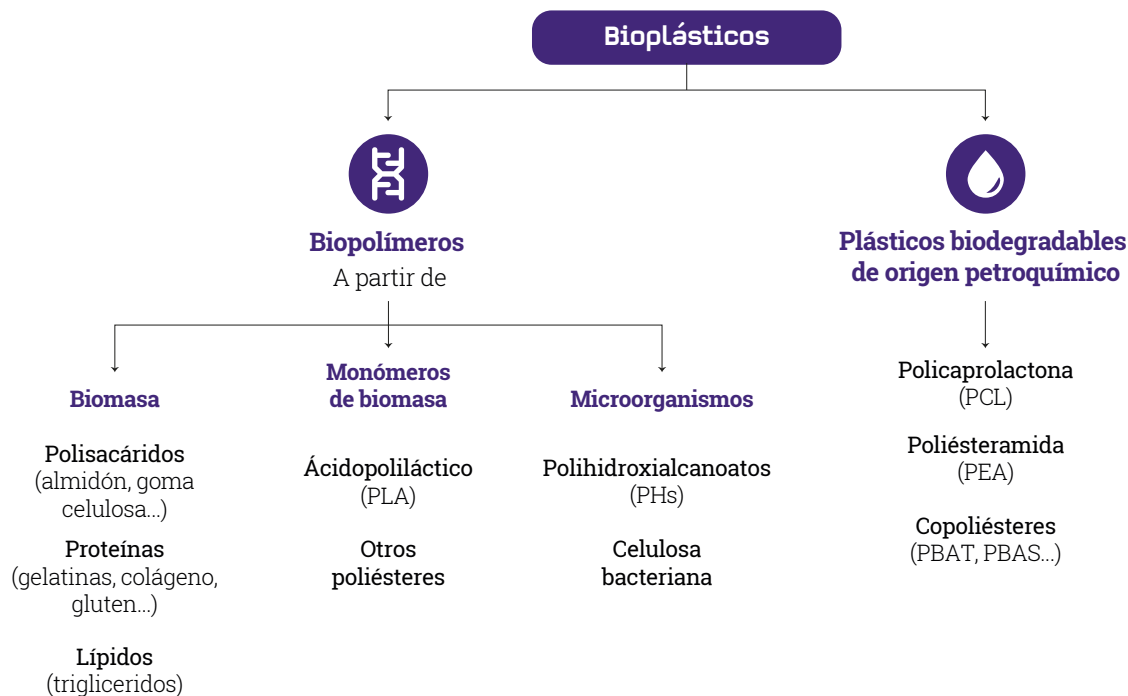 Bioplásticos
Biopolímeros
A partir de
Plásticos biodegradables
de origen petroquímico
Biomasa
Polisacáridos
(almidón, goma
celulosa...)
Proteínas
(gelatinas, colágeno,
gluten...)
Lípidos
(trigliceridos)
Monómeros
de biomasa
Ácidopoliláctico
(PLA)
Otros
poliésteres
Microorganismos
Polihidroxialcanoatos
(PHs)
Celulosa
bacteriana
Policaprolactona
(PCL)
Poliésteramida
(PEA)
Copoliésteres
(PBAT, PBAS...)